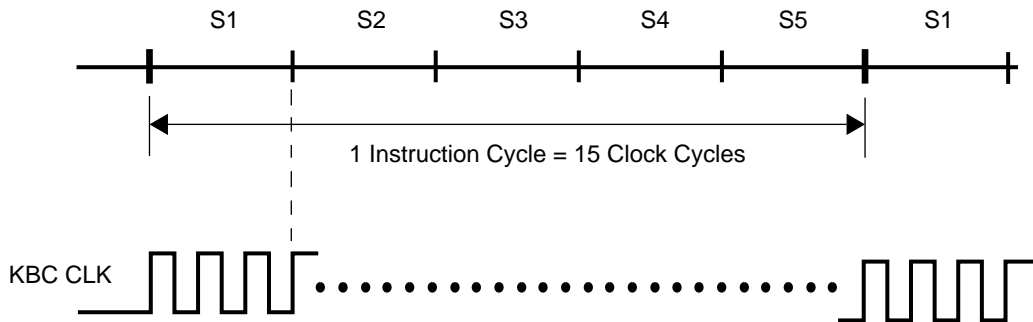 S1 S2 S3 S4 S5 S1
1 Instruction Cycle = 15 Clock Cycles
KBC CLK